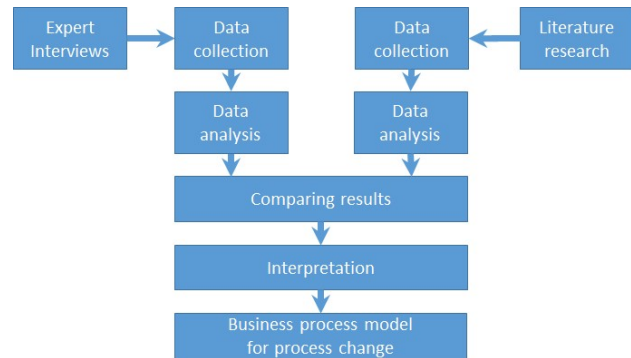 Expert
Interviews
Data
collection
Data
collection
Literature
research
Data
analysis
Data
analysis
Comparing results
Interpretation
Business process model
for process change